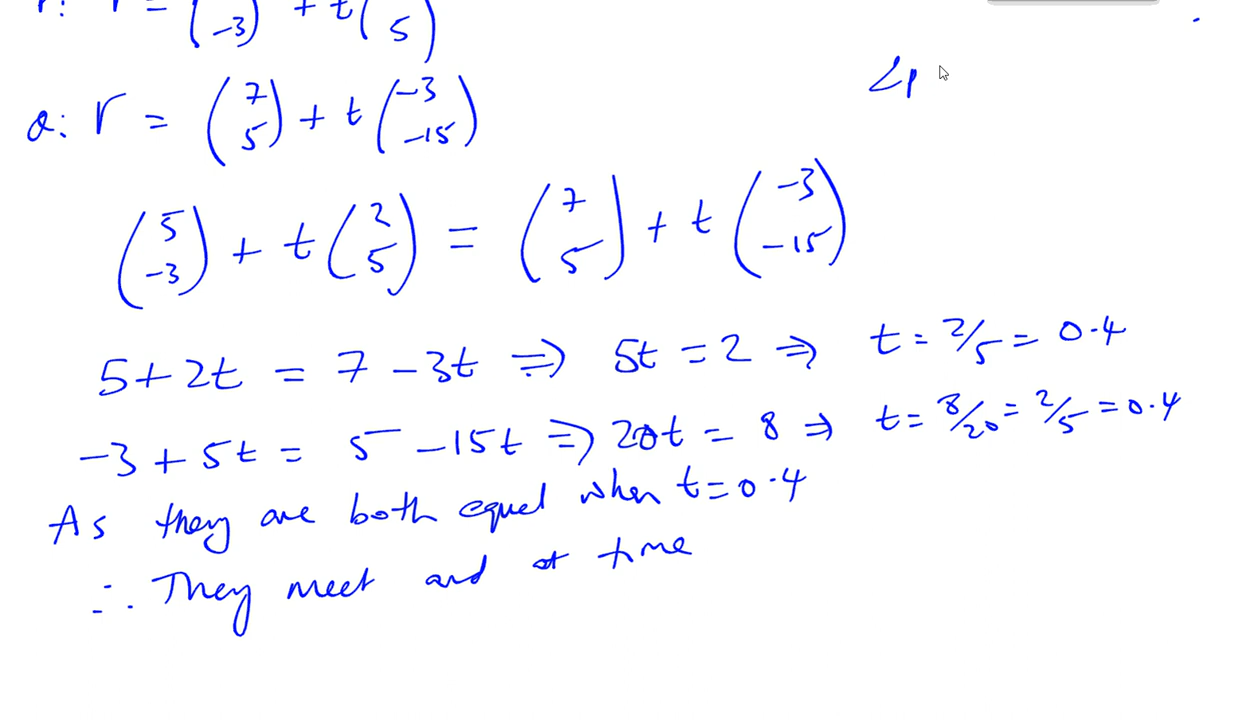 r: r = ( -3) + t( 5)
Q: r = (7 5) + t(-3 -15)
∠p
(5 -3) + t(2 5) = (7 5) + t(-3 -15)
5+2t = 7 -3t ⇒ 5t = 2 ⇒ t = 2/5 = 0.4
-3 + 5t = 5 -15t ⇒ 20t = 8 ⇒ t = 8/20 = 2/5 = 0.4
As they are both equal when t=0.4
∴ They meet and at time